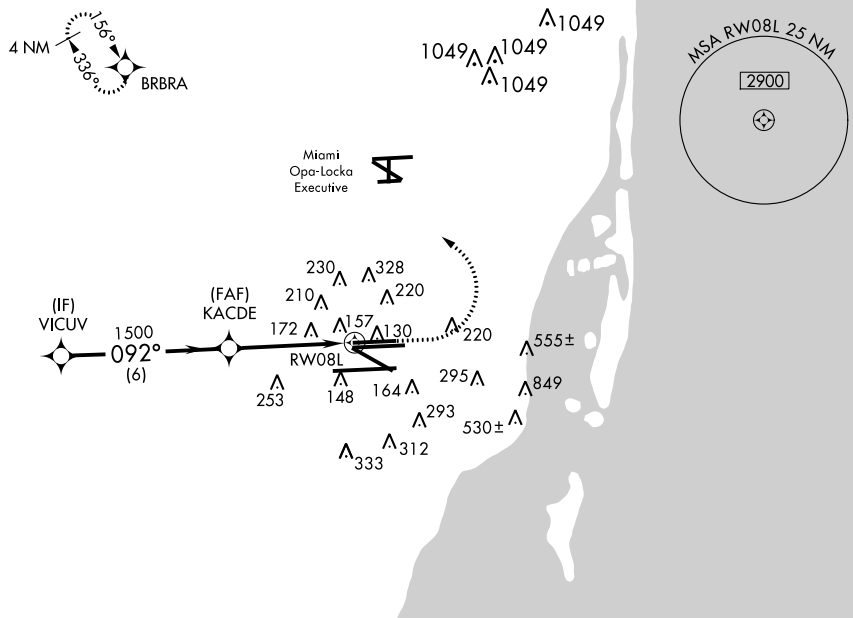 156°
4 NM
336°
BRBRA
1049
1049
1049
1049
MSA RW08L 25 NM
2900
Miami
Opa-Locka
Executive
230
328
210
220
(FAF)
KACDE
(IF)
VICUV
1500
092°
(6)
172
157
130
220
RW08L
555±
253
148
164
295
849
293
530±
312
333